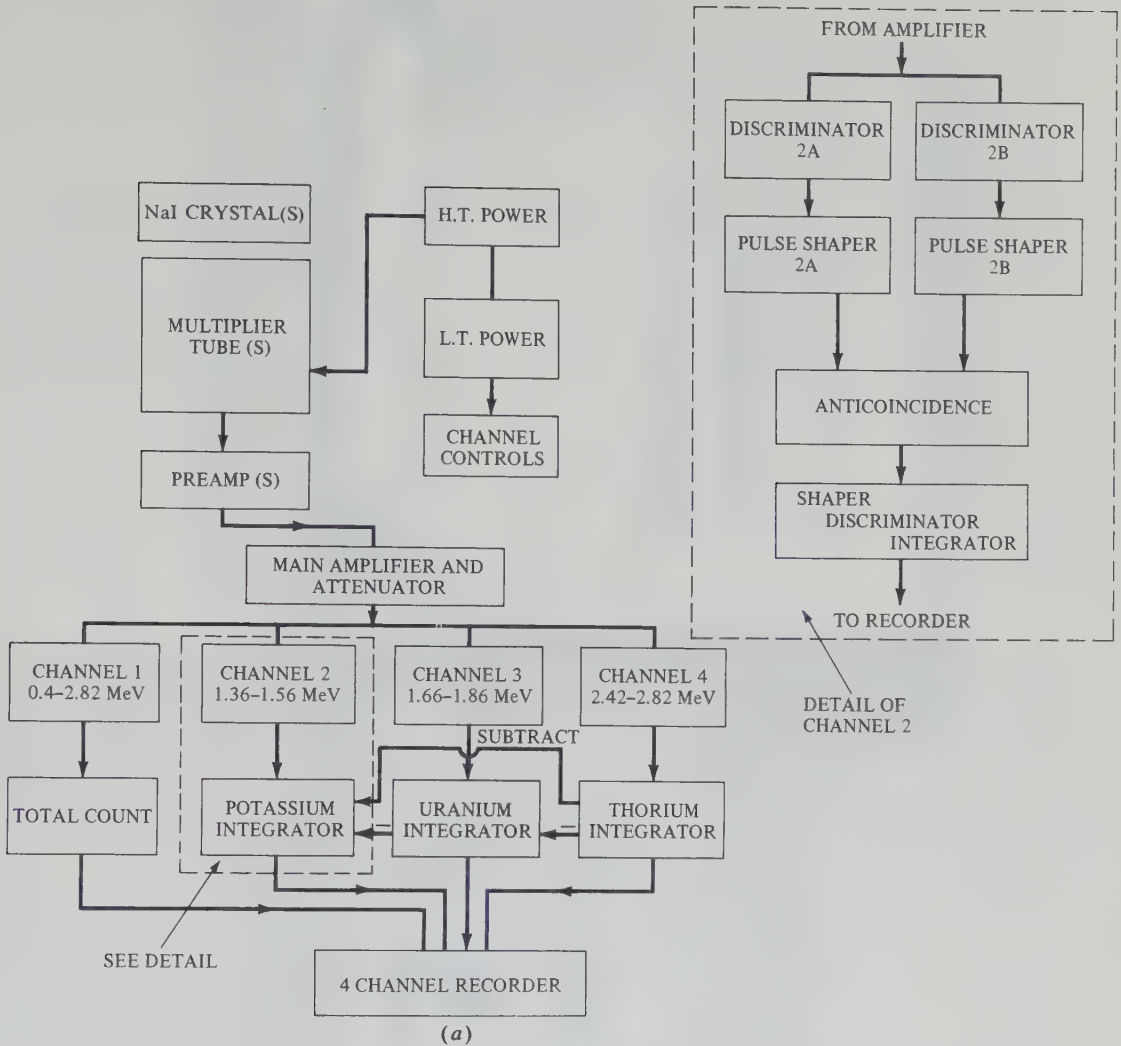 NaI CRYSTAL(S)
MULTIPLIER
TUBE (S)
PREAMP (S)
H.T. POWER
L.T. POWER
CHANNEL
CONTROLS
MAIN AMPLIFIER AND
ATTENUATOR
CHANNEL 1
0.4–2.82 MeV
CHANNEL 2
1.36–1.56 MeV
CHANNEL 3
1.66–1.86 MeV
CHANNEL 4
2.42–2.82 MeV
SUBTRACT
TOTAL COUNT
POTASSIUM
INTEGRATOR
–
URANIUM
INTEGRATOR
–
THORIUM
INTEGRATOR
SEE DETAIL
4 CHANNEL RECORDER
(a)
FROM AMPLIFIER
DISCRIMINATOR
2A
DISCRIMINATOR
2B
PULSE SHAPER
2A
PULSE SHAPER
2B
ANTICOINCIDENCE
SHAPER
DISCRIMINATOR
INTEGRATOR
TO RECORDER
DETAIL OF
CHANNEL 2